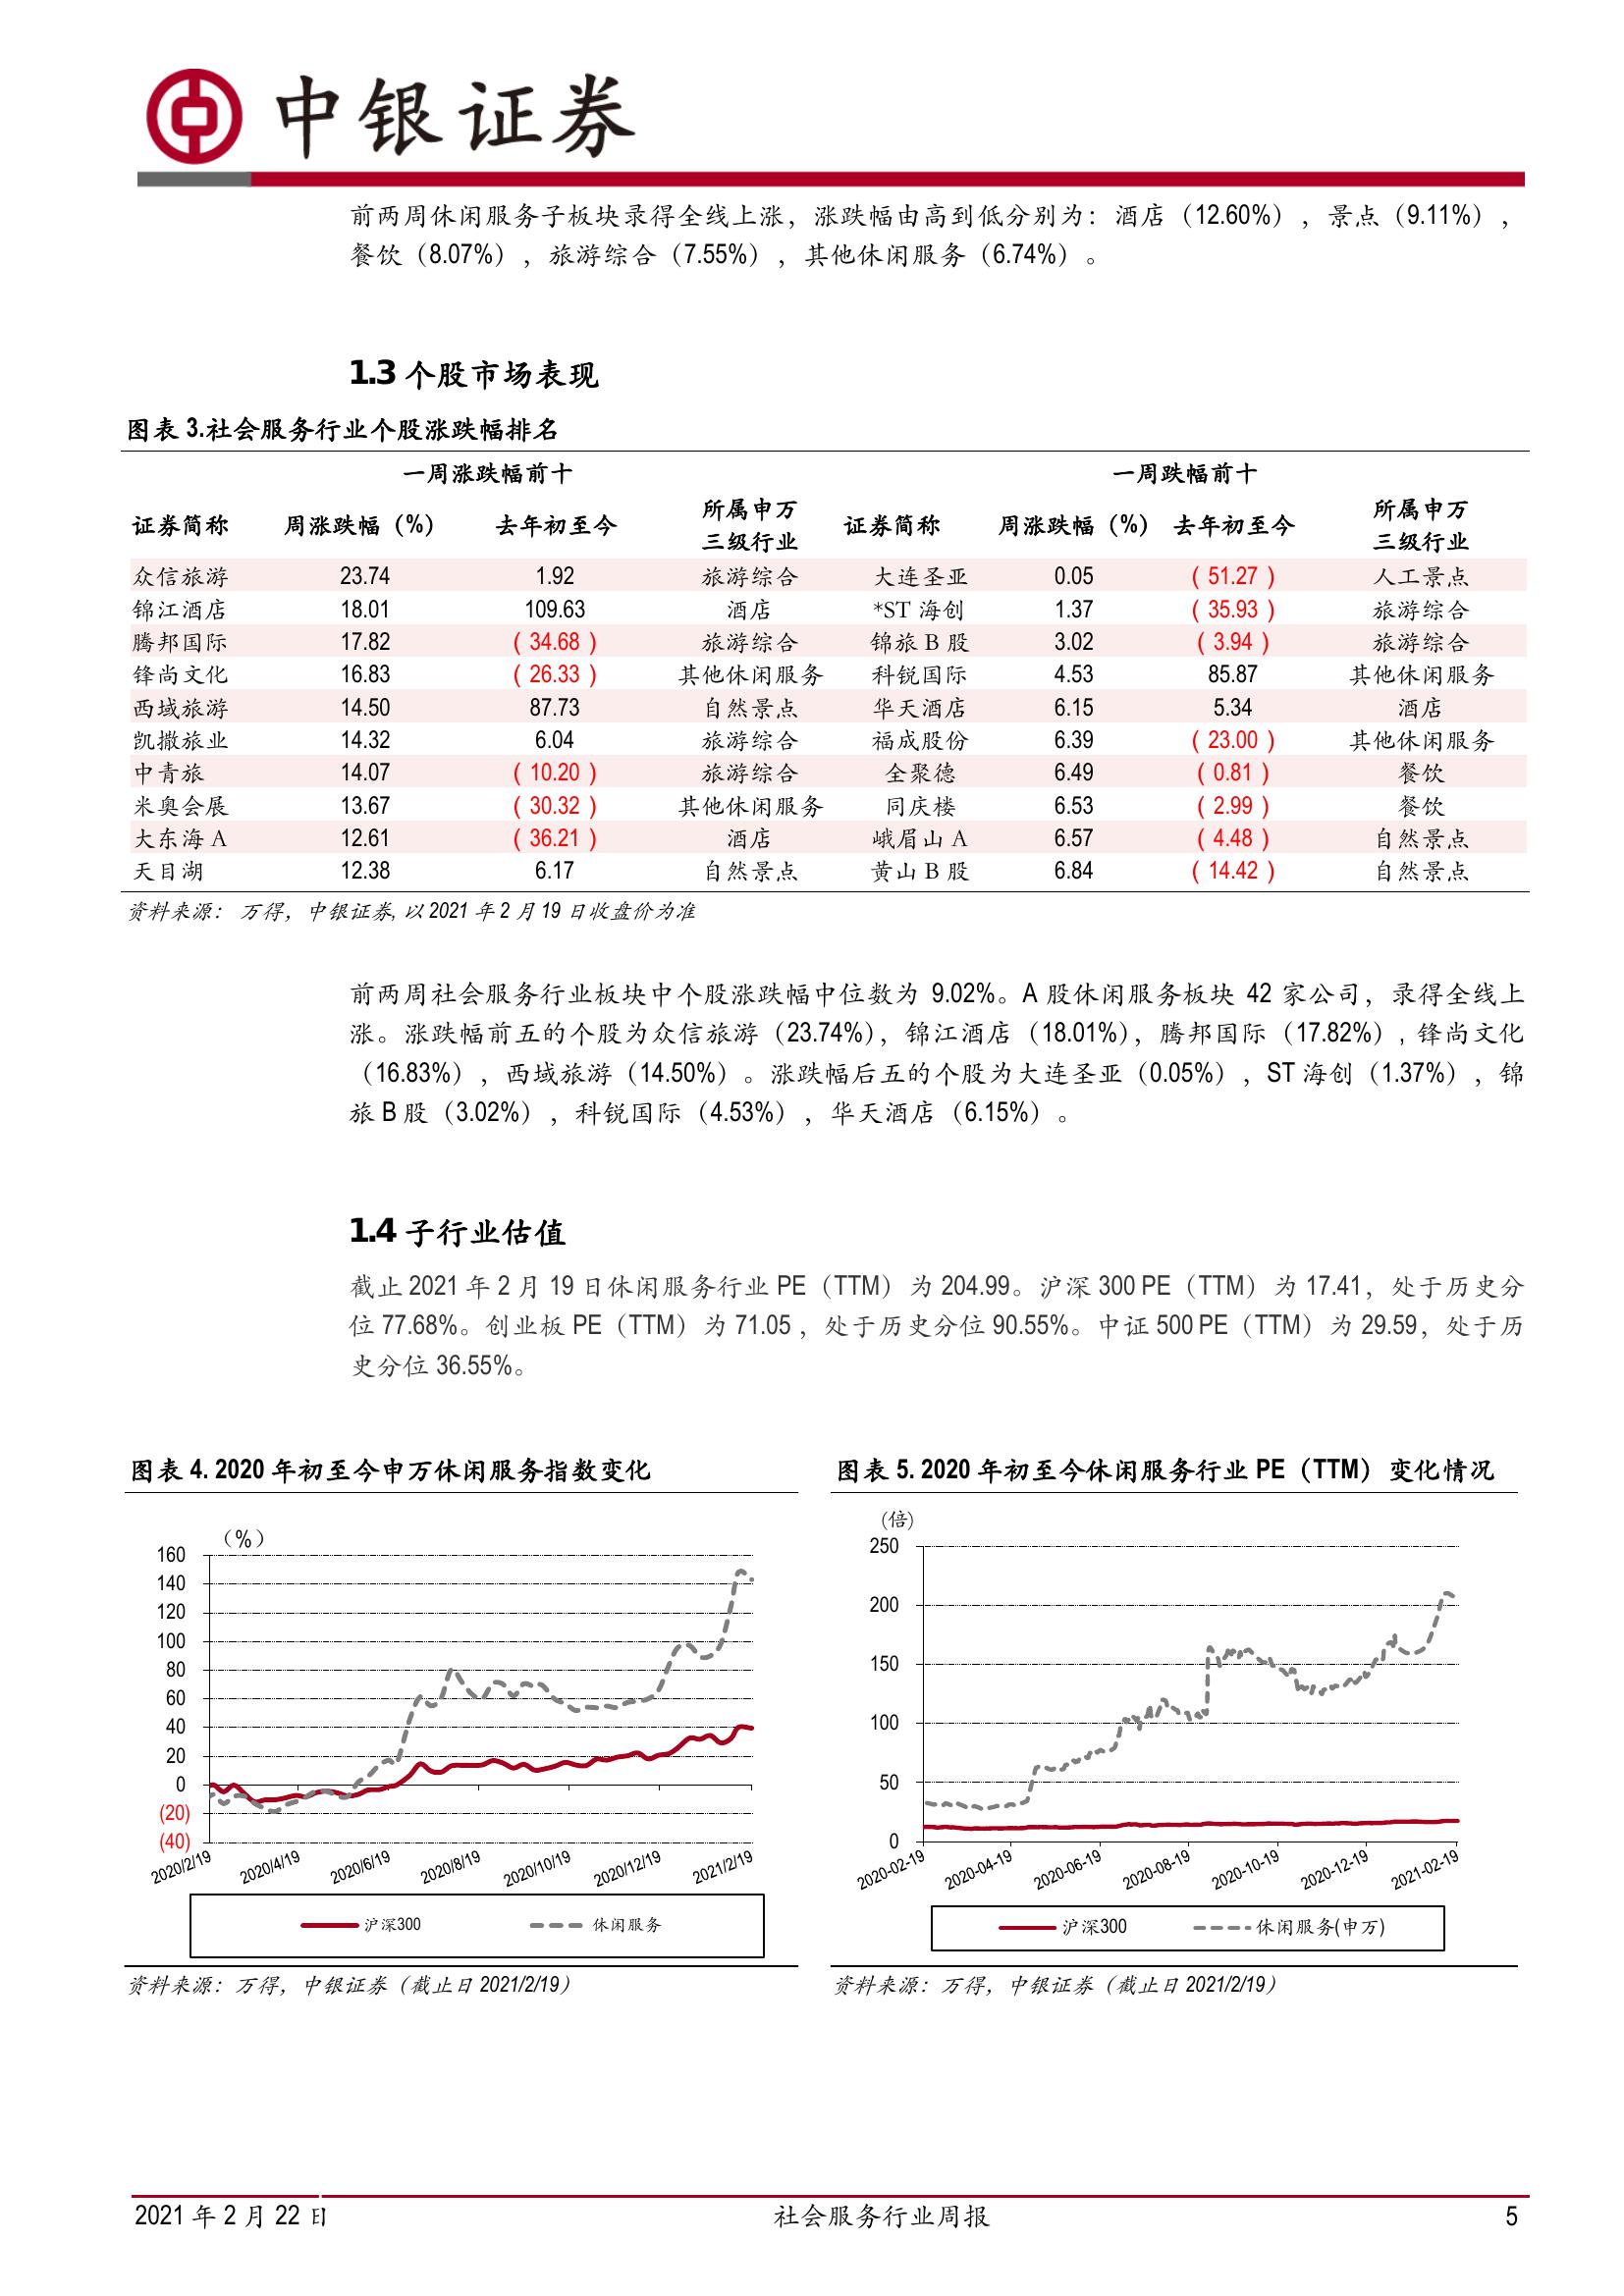 中银证券
前两周休闲服务子板块录得全线上涨，涨跌幅由高到低分别为：酒店（12.60%），景点（9.11%），
餐饮（8.07%），旅游综合（7.55%），其他休闲服务（6.74%）。
1.3 个股市场表现
图表 3.社会服务行业个股涨跌幅排名
一周涨跌幅前十 一周跌幅前十
证券简称 周涨跌幅（%） 去年初至今 所属申万三级行业 证券简称 周涨跌幅（%） 去年初至今 所属申万三级行业
众信旅游 23.74 1.92 旅游综合 大连圣亚 0.05 （51.27） 人工景点
锦江酒店 18.01 109.63 酒店 *ST 海创 1.37 （35.93） 旅游综合
腾邦国际 17.82 （34.68） 旅游综合 锦旅 B 股 3.02 （3.94） 旅游综合
锋尚文化 16.83 （26.33） 其他休闲服务 科锐国际 4.53 85.87 其他休闲服务
西域旅游 14.50 87.73 自然景点 华天酒店 6.15 5.34 酒店
凯撒旅业 14.32 6.04 旅游综合 福成股份 6.39 （23.00） 其他休闲服务
中青旅 14.07 （10.20） 旅游综合 全聚德 6.49 （0.81） 餐饮
米奥会展 13.67 （30.32） 其他休闲服务 同庆楼 6.53 （2.99） 餐饮
大东海 A 12.61 （36.21） 酒店 峨眉山 A 6.57 （4.48） 自然景点
天目湖 12.38 6.17 自然景点 黄山 B 股 6.84 （14.42） 自然景点
资料来源： 万得，中银证券, 以 2021 年 2 月 19 日收盘价为准
前两周社会服务行业板块中个股涨跌幅中位数为 9.02%。A 股休闲服务板块 42 家公司，录得全线上
涨。涨跌幅前五的个股为众信旅游（23.74%），锦江酒店（18.01%），腾邦国际（17.82%）, 锋尚文化
（16.83%），西域旅游（14.50%）。涨跌幅后五的个股为大连圣亚（0.05%），ST 海创（1.37%），锦
旅 B 股（3.02%），科锐国际（4.53%），华天酒店（6.15%）。
1.4 子行业估值
截止 2021 年 2 月 19 日休闲服务行业 PE（TTM）为 204.99。沪深 300 PE（TTM）为 17.41，处于历史分
位 77.68%。创业板 PE（TTM）为 71.05，处于历史分位 90.55%。中证 500 PE（TTM）为 29.59，处于历
史分位 36.55%。
图表 4. 2020 年初至今申万休闲服务指数变化
（%）
160
140
120
100
80
60
40
20
0
(20)
(40)
2020/2/19 2020/4/19 2020/6/19 2020/8/19 2020/10/19 2020/12/19 2021/2/19
沪深300 休闲服务
资料来源：万得，中银证券（截止日 2021/2/19）
图表 5. 2020 年初至今休闲服务行业 PE（TTM）变化情况
(倍)
250
200
150
100
50
0
2020-02-19 2020-04-19 2020-06-19 2020-08-19 2020-10-19 2020-12-19 2021-02-19
沪深300 休闲服务(申万)
资料来源：万得，中银证券（截止日 2021/2/19）
2021 年 2 月 22 日 社会服务行业周报 5